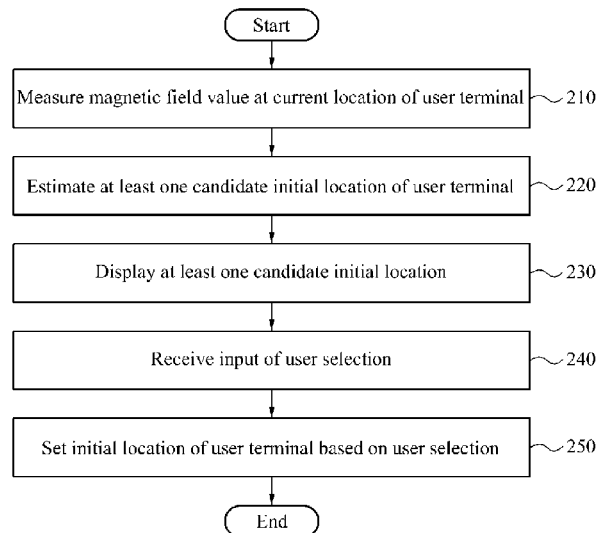 Start
Measure magnetic field value at current location of user terminal
210
Estimate at least one candidate initial location of user terminal
220
Display at least one candidate initial location
230
Receive input of user selection
240
Set initial location of user terminal based on user selection
250
End